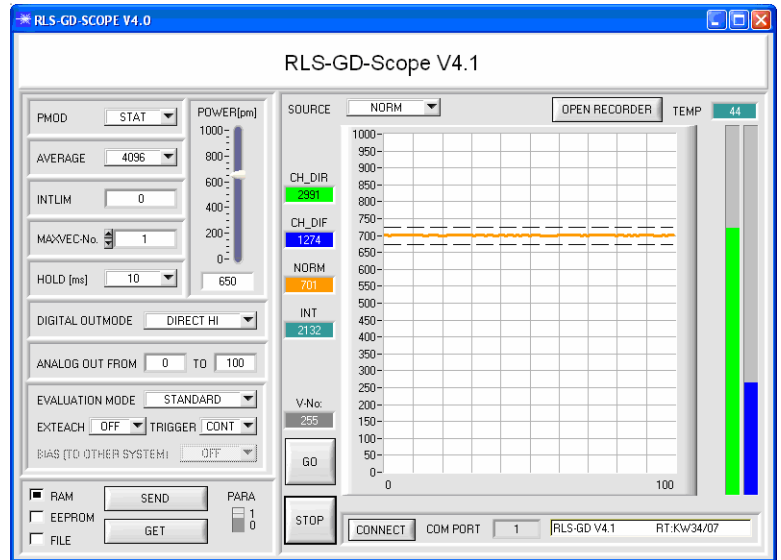 RLS-GD-SCOPE V4.0
RLS-GD-Scope V4.1
PMOD STAT
AVERAGE 4096
INTLIM 0
MAXVEC-No. 1
HOLD [ms] 10
POWER[pm]
1000
800
600
400
200
0
650
DIGITAL OUTMODE DIRECT HI
ANALOG OUT FROM 0 TO 100
EVALUATION MODE STANDARD
EXTEACH OFF TRIGGER CONT
BIAS (TO OTHER SYSTEM) OFF
RAM
EEPROM
FILE
SEND
GET
PARA
1
0
SOURCE NORM
OPEN RECORDER
TEMP 44
CH_DIR
2991
CH_DIF
1274
NORM
701
INT
2132
V-No:
255
GO
STOP
1000
950
900
850
800
750
700
650
600
550
500
450
400
350
300
250
200
150
100
50
0
0 100
CONNECT COM PORT 1 RLS-GD V4.1 RT:KW34/07